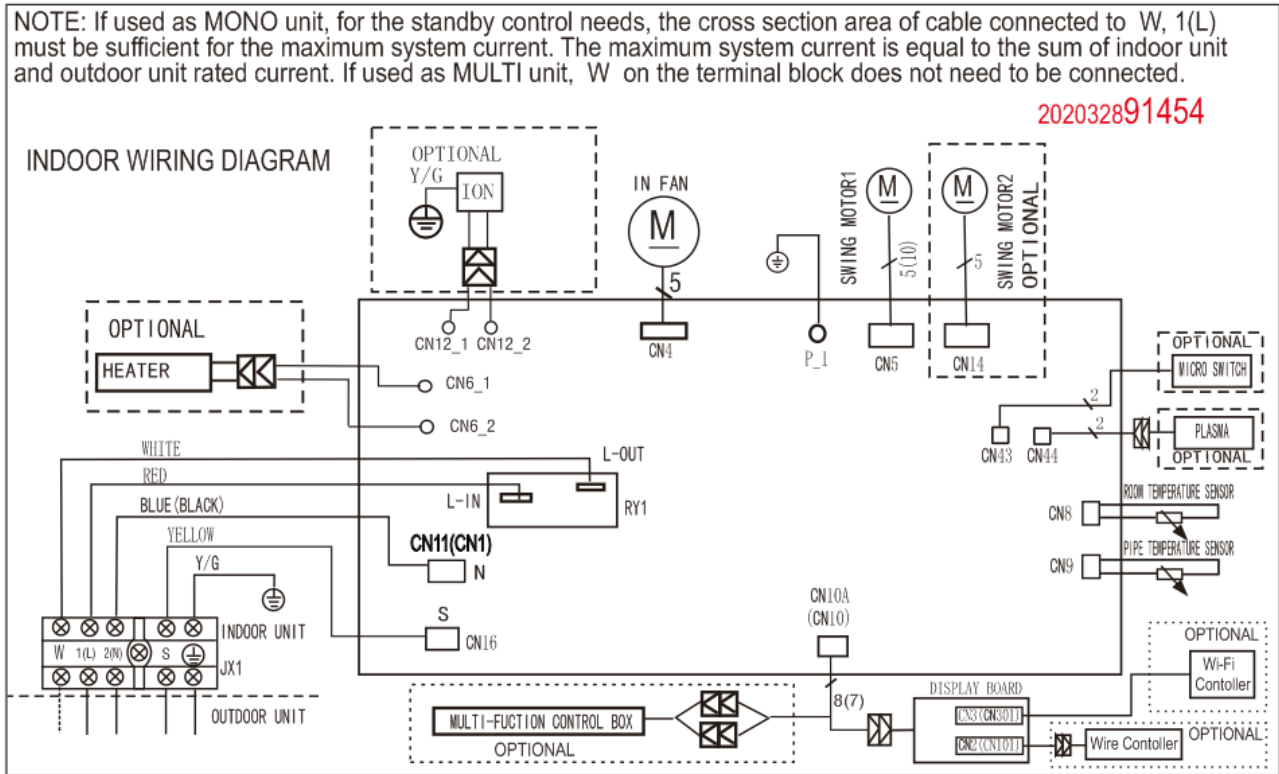 NOTE: If used as MONO unit, for the standby control needs, the cross section area of cable connected to W, 1(L)
must be sufficient for the maximum system current. The maximum system current is equal to the sum of indoor unit
and outdoor unit rated current. If used as MULTI unit, W on the terminal block does not need to be connected.
202032891454
INDOOR WIRING DIAGRAM
OPTIONAL
Y/G
ION
IN FAN
M
5
SWING MOTOR1
M
5(10)
M
5
SWING MOTOR2
OPTIONAL
OPTIONAL
HEATER
CN12_1
CN12_2
CN4
P_1
CN5
CN14
CN6_1
CN6_2
OPTIONAL
MICRO SWITCH
2
2
PLASMA
OPTIONAL
CN43
CN44
WHITE
RED
BLUE(BLACK)
YELLOW
Y/G
L-OUT
L-IN
RY1
CN11(CN1)
N
S
CN16
CN8
ROOM TEMPERATURE SENSOR
CN9
PIPE TEMPERATURE SENSOR
INDOOR UNIT
W 1(L) 2(N) S
JX1
OUTDOOR UNIT
CN10A
(CN10)
8(7)
MULTI-FUCTION CONTROL BOX
OPTIONAL
DISPLAY BOARD
CN3(CN301)
CN2(CN101)
OPTIONAL
Wi-Fi
Contoller
OPTIONAL
Wire Contoller